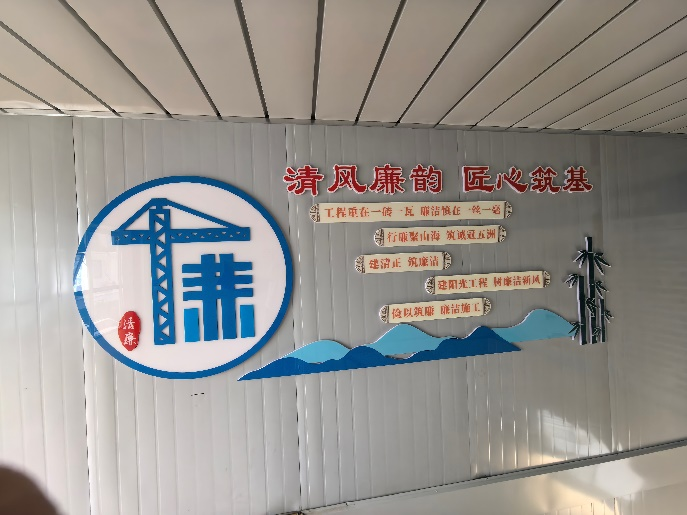 清风廉韵 匠心筑基
工程重在一砖一瓦 廉洁慎在一丝一毫
行廉聚山海 筑诚迎五洲
建清正 筑廉洁
建阳光工程 树廉洁新风
俭以筑廉 廉洁施工
清廉